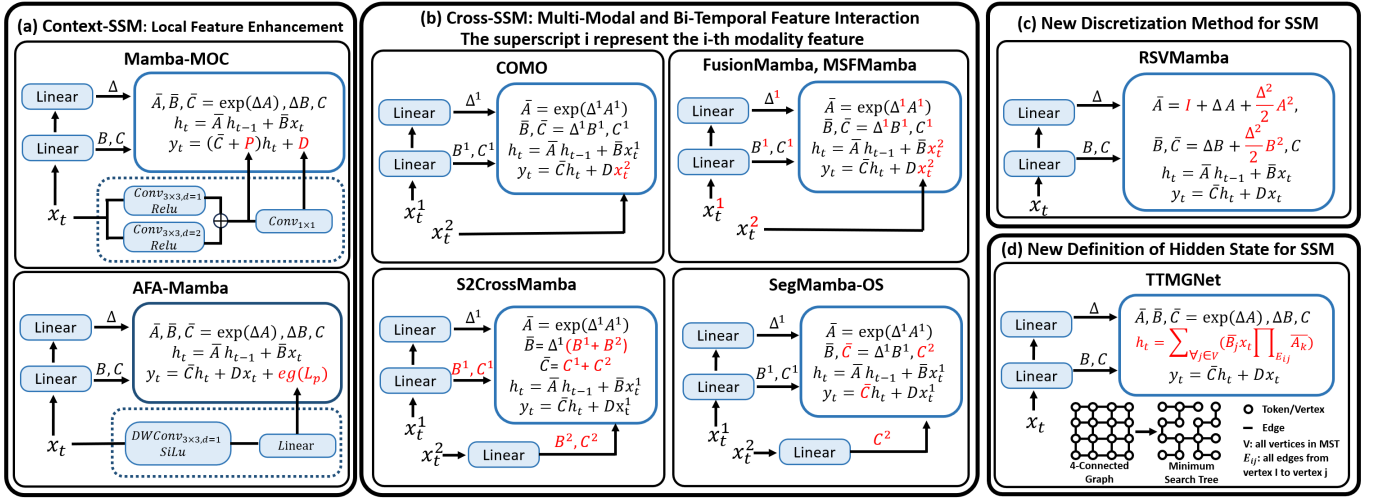 (a) Context-SSM: Local Feature Enhancement
Mamba-MOC
Linear
Δ
Linear
B, C
x_t
Ā, B̄, C̄ = exp(ΔA), ΔB, C
h_t = Ā h_{t−1} + B̄x_t
y_t = (C̄ + P)h_t + D
Conv_{3×3,d=1}
Relu
Conv_{3×3,d=2}
Relu
Conv_{1×1}
AFA-Mamba
Linear
Δ
Linear
B, C
x_t
Ā, B̄, C̄ = exp(ΔA), ΔB, C
h_t = Ā h_{t−1} + B̄x_t
y_t = C̄h_t + Dx_t + eg(L_p)
DWConv_{3×3,d=1}
SiLu
Linear
(b) Cross-SSM: Multi-Modal and Bi-Temporal Feature Interaction
The superscript i represent the i-th modality feature
COMO
Linear
Δ^1
Linear
B^1, C^1
x_t^1
x_t^2
Ā = exp(Δ^1A^1)
B̄, C̄ = Δ^1B^1, C^1
h_t = Ā h_{t−1} + B̄x_t^1
y_t = C̄h_t + Dx_t^2
FusionMamba, MSFMamba
Linear
Δ^1
Linear
B^1, C^1
x_t^1
x_t^2
Ā = exp(Δ^1A^1)
B̄, C̄ = Δ^1B^1, C^1
h_t = Ā h_{t−1} + B̄x_t^2
y_t = C̄h_t + Dx_t^2
S2CrossMamba
Linear
Δ^1
Linear
B^1, C^1
x_t^1
x_t^2
Linear
B^2, C^2
Ā = exp(Δ^1A^1)
B̄= Δ^1(B^1 + B^2)
C̄= C^1 + C^2
h_t = Ā h_{t−1} + B̄x_t^1
y_t = C̄h_t + Dx_t^1
SegMamba-OS
Linear
Δ^1
Linear
B^1, C^1
x_t^1
x_t^2
Linear
C^2
Ā = exp(Δ^1A^1)
B̄, C̄ = Δ^1B^1, C^2
h_t = Ā h_{t−1} + B̄x_t^1
y_t = C̄h_t + Dx_t^1
(c) New Discretization Method for SSM
RSVMamba
Linear
Δ
Linear
B, C
x_t
Ā = I + ΔA + Δ^2/2 A^2,
B̄, C̄ = ΔB + Δ^2/2 B^2, C
h_t = Ā h_{t−1} + B̄x_t
y_t = C̄h_t + Dx_t
(d) New Definition of Hidden State for SSM
TTMGNet
Linear
Δ
Linear
B, C
x_t
Ā, B̄, C̄ = exp(ΔA), ΔB, C
h_t = ∑_{∀j∈V} (B̄_jx_t ∏_{E_{ij}} Ā_k)
y_t = C̄h_t + Dx_t
4-Connected
Graph
Minimum
Search Tree
Token/Vertex
Edge
V: all vertices in MST
E_{ij}: all edges from
vertex I to vertex j